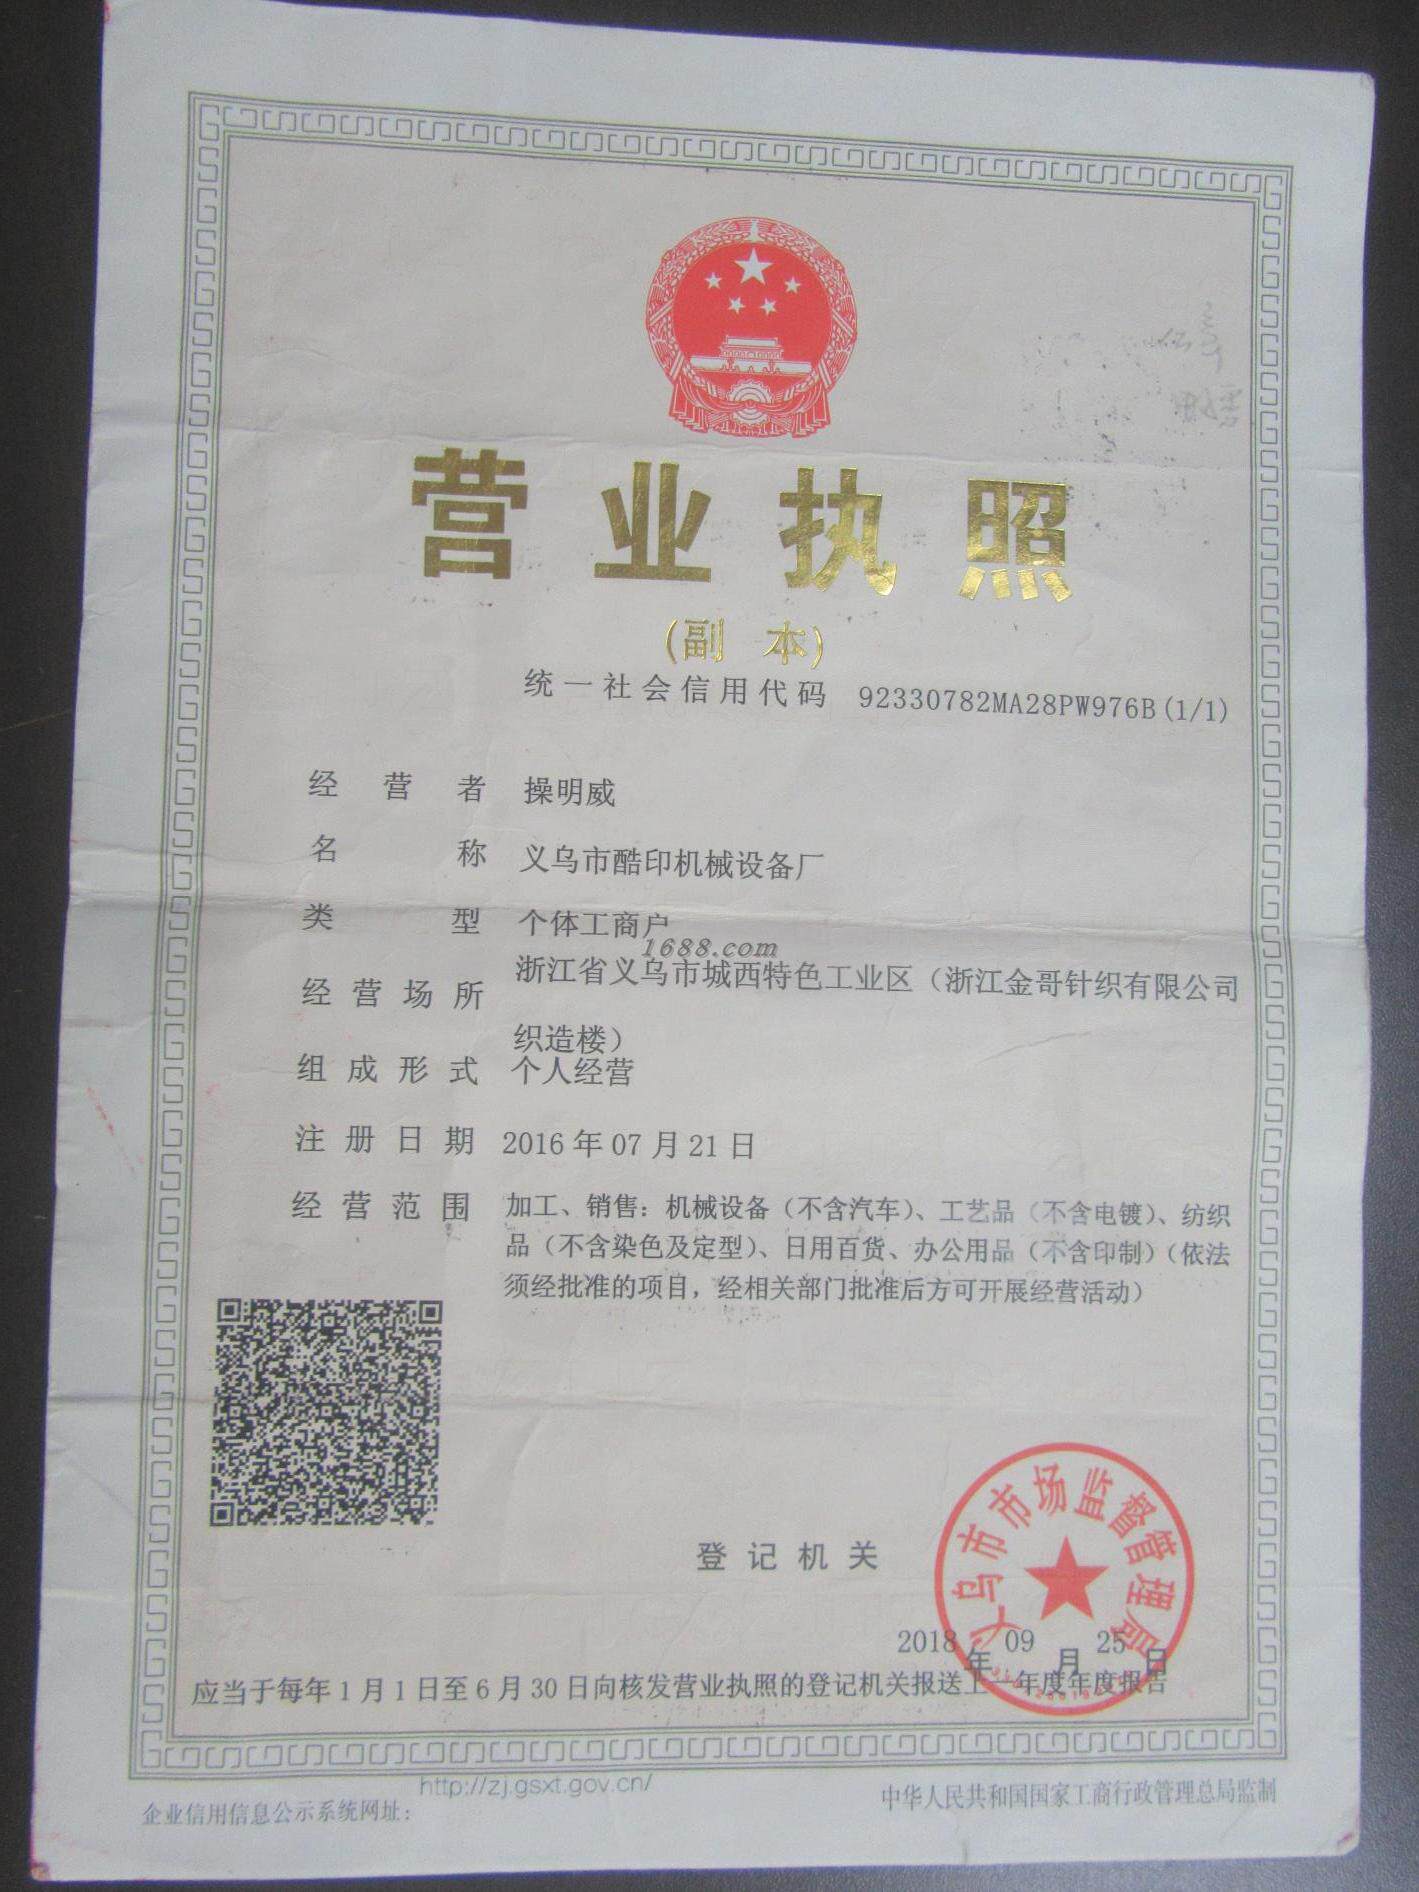 营业执照
(副 本)
统一社会信用代码 92330782MA28PW976B(1/1)
经营者 操明威
名称 义乌市酷印机械设备厂
类型 个体工商户
1688.com
经营场所 浙江省义乌市城西特色工业区（浙江金哥针织有限公司
织造楼）
组成形式 个人经营
注册日期 2016年07月21日
经营范围 加工、销售：机械设备（不含汽车）、工艺品（不含电镀）、纺织
品（不含染色及定型）、日用百货、办公用品（不含印制）（依法
须经批准的项目，经相关部门批准后方可开展经营活动）
登记机关
义乌市市场监督管理局
2018年09月25日
应当于每年1月1日至6月30日向核发营业执照的登记机关报送上一年度年度报告
http://zj.gsxt.gov.cn/
企业信用信息公示系统网址：
中华人民共和国国家工商行政管理总局监制